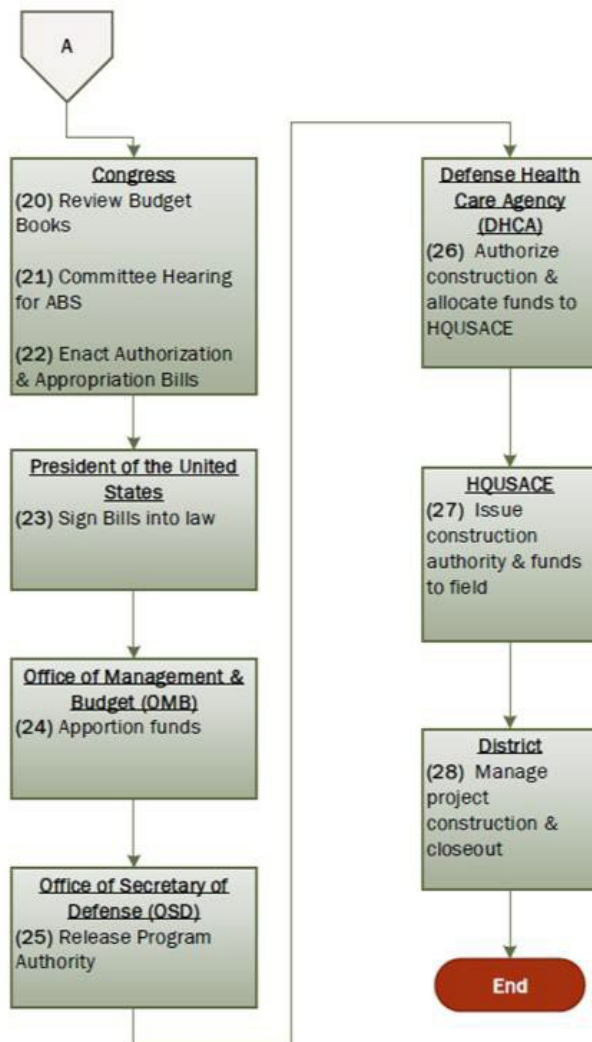 A
Congress
(20) Review Budget
Books
(21) Committee Hearing
for ABS
(22) Enact Authorization
& Appropriation Bills
President of the United
States
(23) Sign Bills into law
Office of Management &
Budget (OMB)
(24) Apportion funds
Office of Secretary of
Defense (OSD)
(25) Release Program
Authority
Defense Health
Care Agency
(DHCA)
(26) Authorize
construction &
allocate funds to
HQUSACE
HQUSACE
(27) Issue
construction
authority & funds
to field
District
(28) Manage
project
construction &
closeout
End